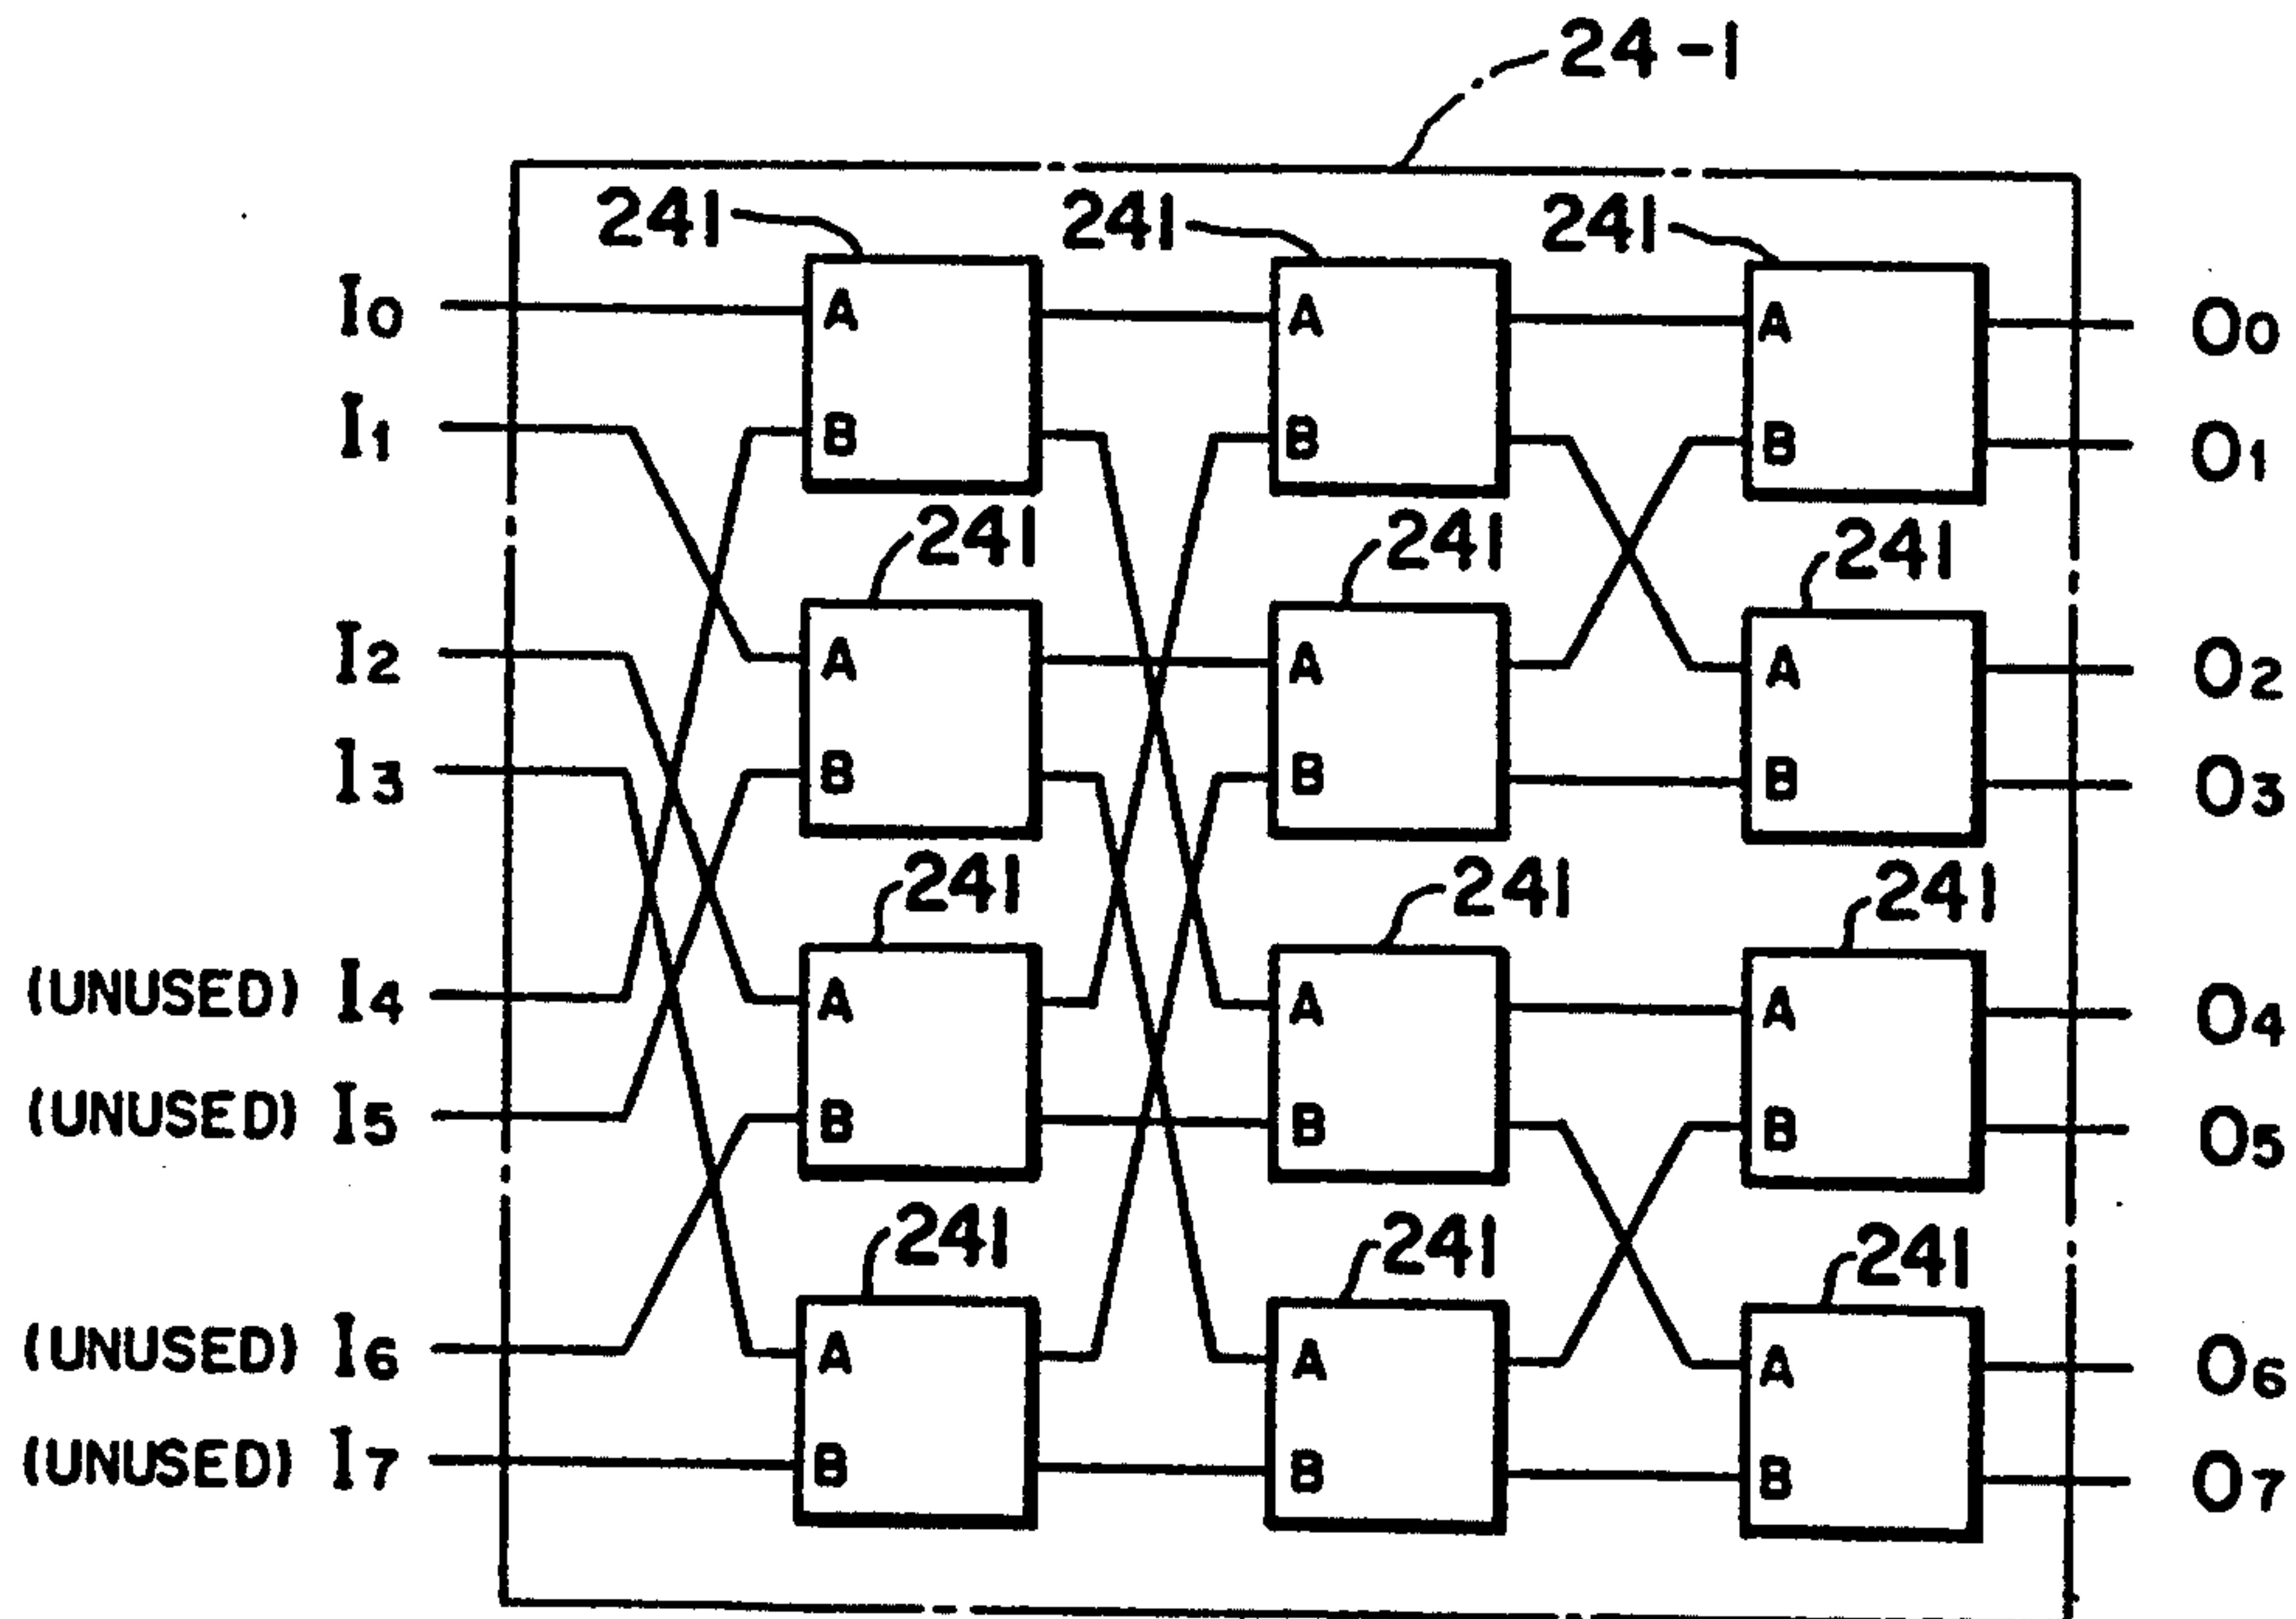 24-1
241 241 241
I0 A A A O0
I1 B B B O1
241 241 241
I2 A A A O2
I3 B B B O3
241 241 241
(UNUSED) I4 A A A O4
(UNUSED) I5 B B B O5
241 241 241
(UNUSED) I6 A A A O6
(UNUSED) I7 B B B O7